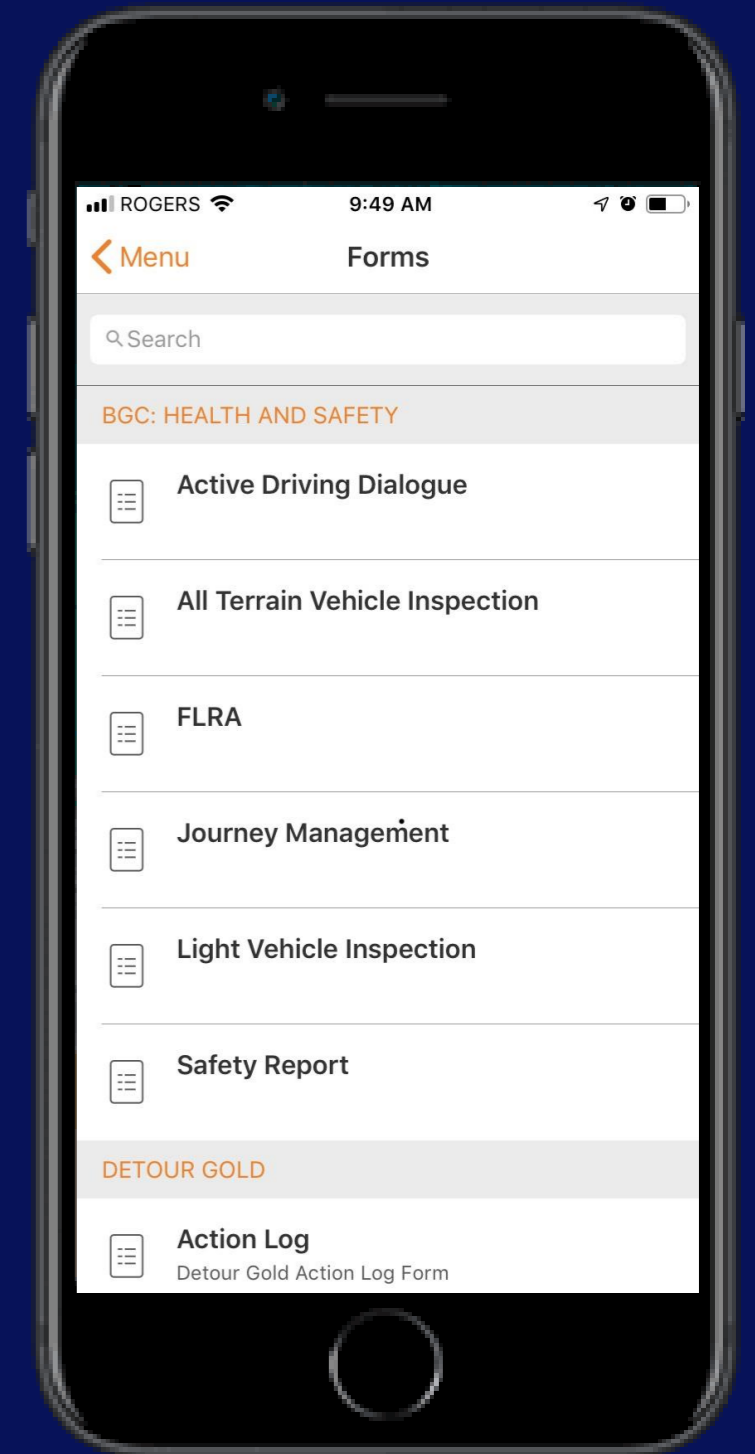 ROGERS 9:49 AM
Menu Forms
Search
BGC: HEALTH AND SAFETY
Active Driving Dialogue
All Terrain Vehicle Inspection
FLRA
Journey Management
Light Vehicle Inspection
Safety Report
DETOUR GOLD
Action Log
Detour Gold Action Log Form